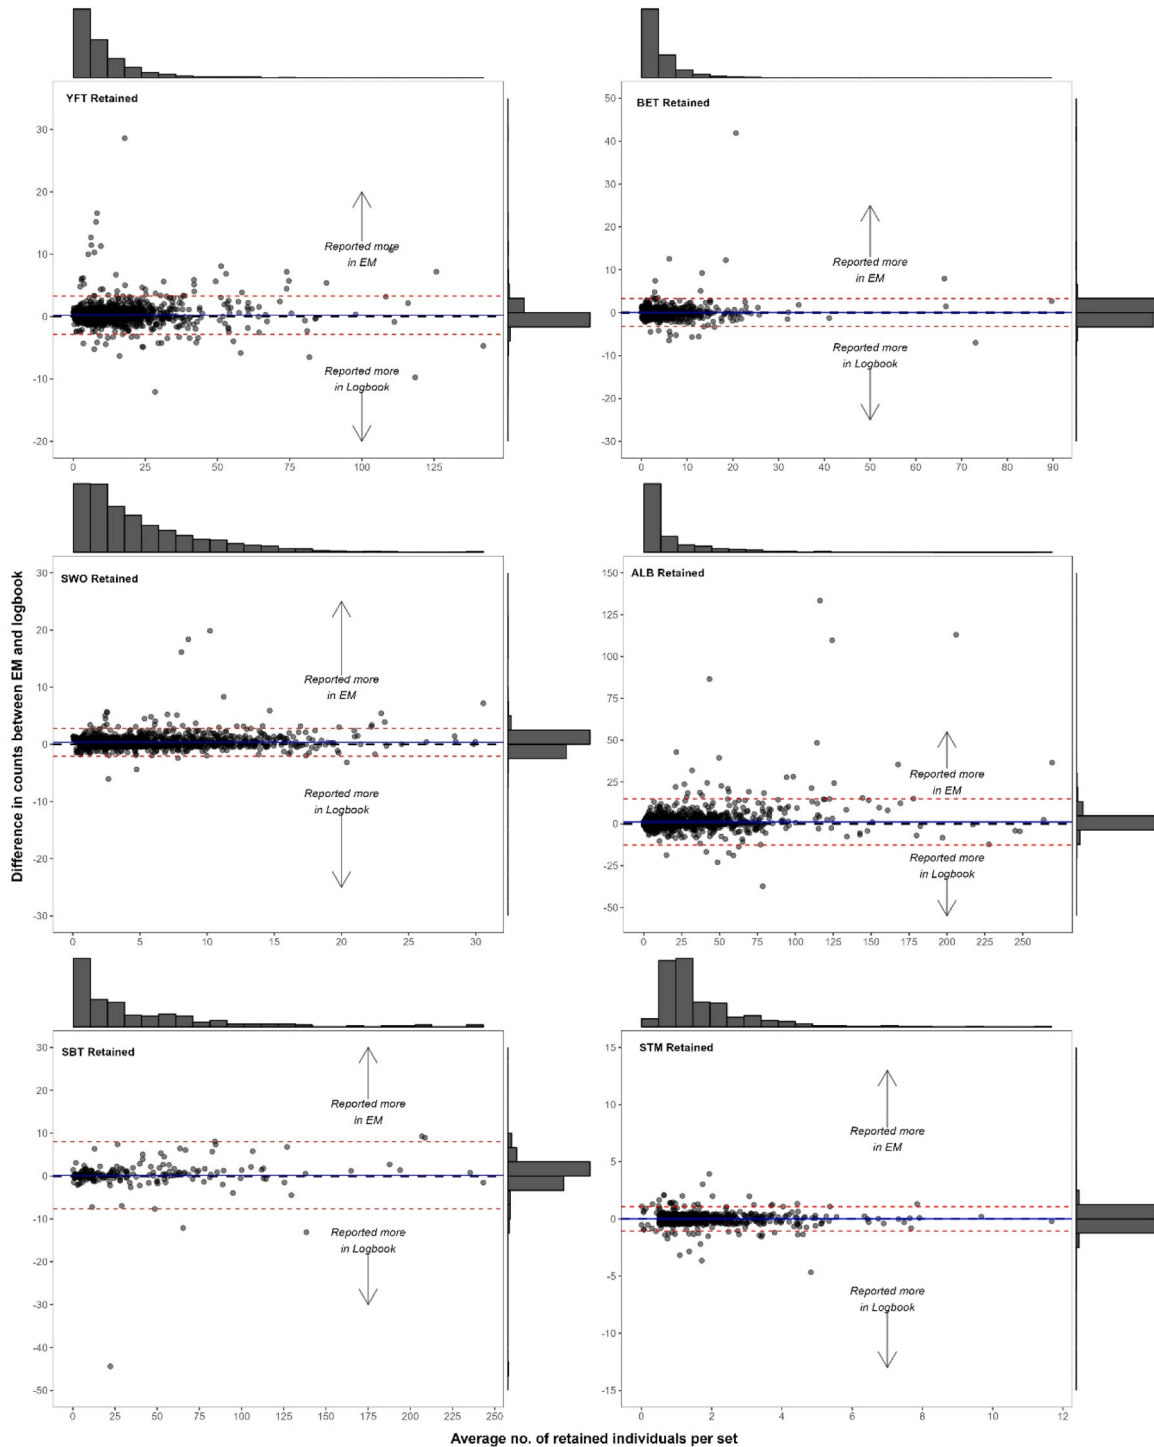 YFT Retained
30
20
10
0
-10
-20
Reported more
in EM
Reported more
in Logbook
0 25 50 75 100 125
BET Retained
50
40
30
20
10
0
-10
-20
-30
Reported more
in EM
Reported more
in Logbook
0 10 20 30 40 50 60 70 80 90
Difference in counts between EM and logbook
SWO Retained
30
20
10
0
-10
-20
-30
Reported more
in EM
Reported more
in Logbook
0 5 10 15 20 25 30
ALB Retained
150
125
100
75
50
25
0
-25
-50
Reported more
in EM
Reported more
in Logbook
0 25 50 75 100 125 150 175 200 225 250
SBT Retained
30
20
10
0
-10
-20
-30
-40
-50
Reported more
in EM
Reported more
in Logbook
0 25 50 75 100 125 150 175 200 225 250
STM Retained
15
10
5
0
-5
-10
-15
Reported more
in EM
Reported more
in Logbook
0 2 4 6 8 10 12
Average no. of retained individuals per set